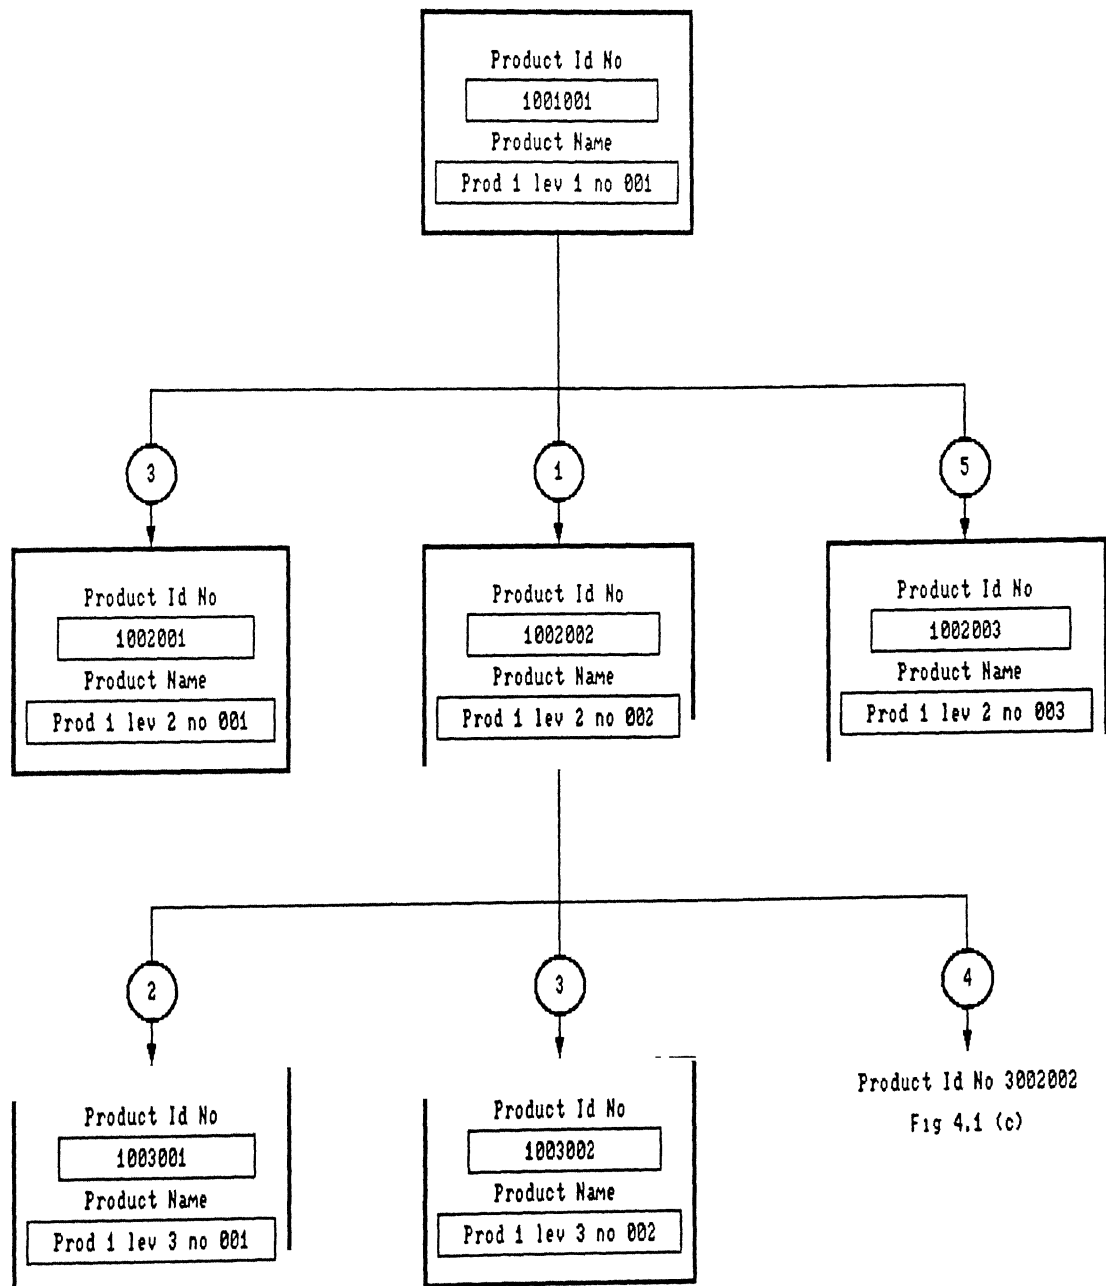 Product Id No
1001001
Product Name
Prod 1 lev 1 no 001
3
1
5
Product Id No
1002001
Product Name
Prod 1 lev 2 no 001
Product Id No
1002002
Product Name
Prod 1 lev 2 no 002
Product Id No
1002003
Product Name
Prod 1 lev 2 no 003
2
3
4
Product Id No
1003001
Product Name
Prod 1 lev 3 no 001
Product Id No
1003002
Product Name
Prod 1 lev 3 no 002
Product Id No 3002002
Fig 4.1 (c)